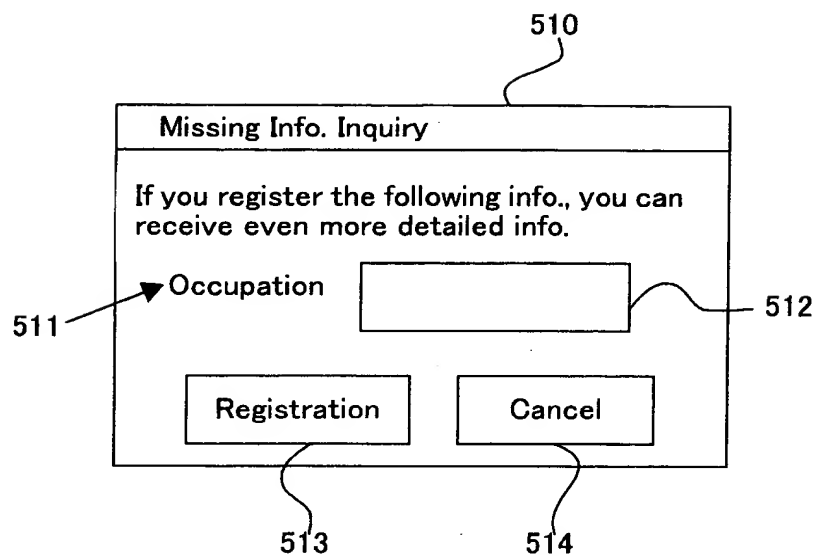 510
Missing Info. Inquiry
If you register the following info., you can
receive even more detailed info.
Occupation
511
512
Registration
Cancel
513
514